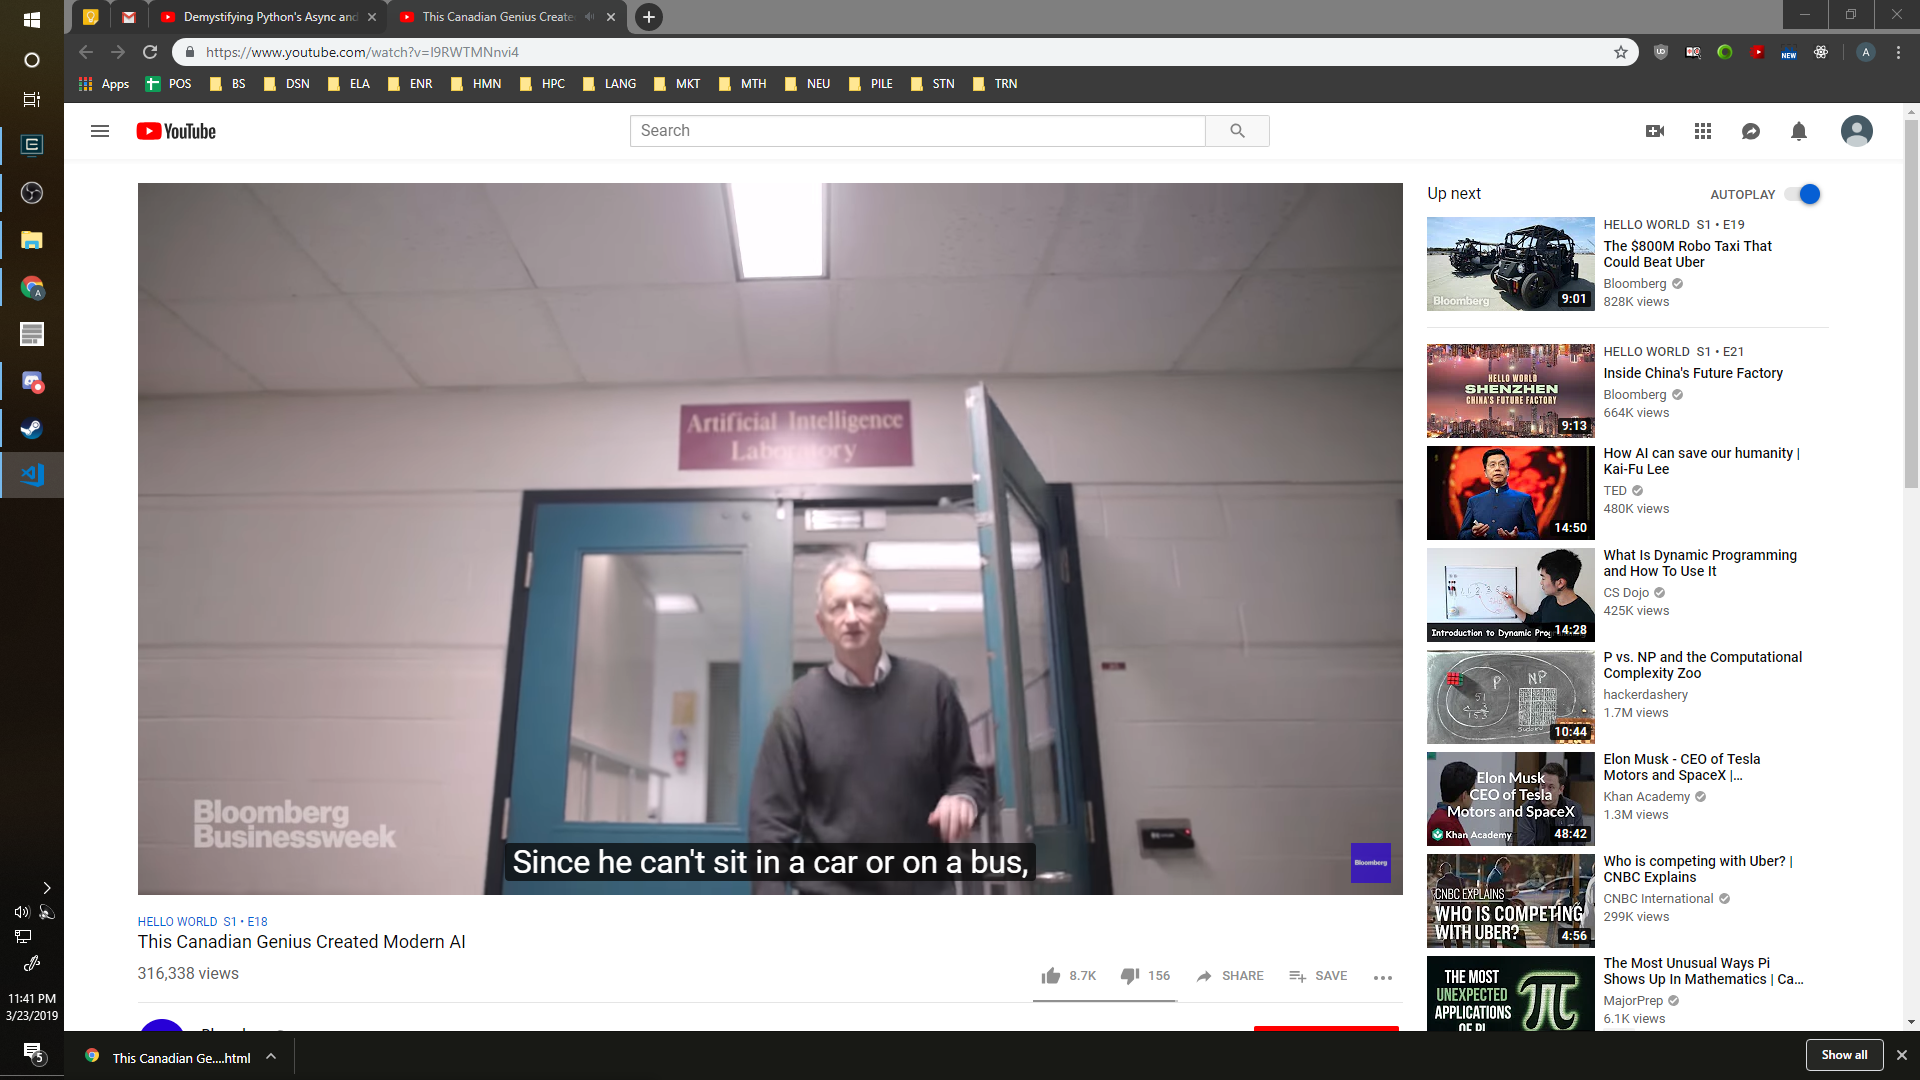 Demystifying Python's Async and
This Canadian Genius Create
https://www.youtube.com/watch?v=I9RWTMNnvi4
NEW
A
Apps
POS
BS
DSN
ELA
ENR
HMN
HPC
LANG
MKT
MTH
NEU
PILE
STN
TRN
YouTube
Search
Artificial Intelligence
Laboratory
Bloomberg
Businessweek
Since he can't sit in a car or on a bus,
Bloomberg
HELLO WORLD S1 • E18
This Canadian Genius Created Modern AI
316,338 views
8.7K
156
SHARE
SAVE
Up next
AUTOPLAY
Bloomberg
9:01
HELLO WORLD S1 • E19
The $800M Robo Taxi That
Could Beat Uber
Bloomberg
828K views
HELLO WORLD
SHENZHEN
CHINA'S FUTURE FACTORY
9:13
HELLO WORLD S1 • E21
Inside China's Future Factory
Bloomberg
664K views
14:50
How AI can save our humanity |
Kai-Fu Lee
TED
480K views
Introduction to Dynamic
14:28
What Is Dynamic Programming
and How To Use It
CS Dojo
425K views
P
NP
51
153
Sudoku
10:44
P vs. NP and the Computational
Complexity Zoo
hackerdashery
1.7M views
Elon Musk
CEO of Tesla
Motors and SpaceX
Khan Academy
48:42
Elon Musk - CEO of Tesla
Motors and SpaceX |...
Khan Academy
1.3M views
CNBC EXPLAINS
WHO IS COMPETING
WITH UBER?
4:56
Who is competing with Uber? |
CNBC Explains
CNBC International
299K views
THE MOST
UNEXPECTED
APPLICATIONS
OF PI
π
The Most Unusual Ways Pi
Shows Up In Mathematics | Ca...
MajorPrep
6.1K views
11:41 PM
3/23/2019
5
This Canadian Ge....html
Show all